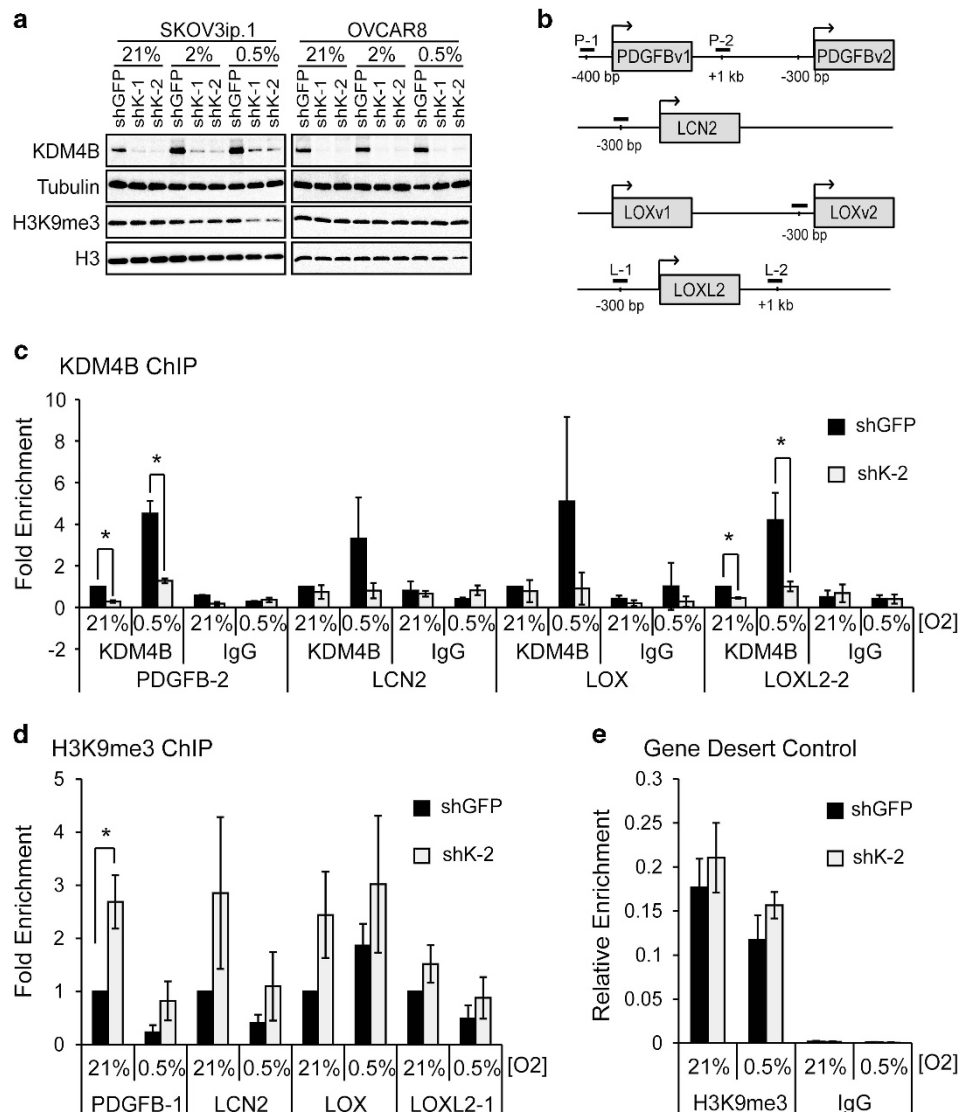 a
SKOV3ip.1 OVCAR8
21% 2% 0.5% 21% 2% 0.5%
shGFP shK-1 shK-2 shGFP shK-1 shK-2 shGFP shK-1 shK-2 shGFP shK-1 shK-2 shGFP shK-1 shK-2 shGFP shK-1 shK-2
KDM4B
Tubulin
H3K9me3
H3
b
P-1 PDGFBv1 P-2 PDGFBv2
-400 bp +1 kb -300 bp
LCN2
-300 bp
LOXv1 LOXv2
-300 bp
L-1 LOXL2 L-2
-300 bp +1 kb
c KDM4B ChIP
Fold Enrichment
10
8
6
4
2
0
-2
* * * *
shGFP
shK-2
21% 0.5% 21% 0.5% 21% 0.5% 21% 0.5% 21% 0.5% 21% 0.5% 21% 0.5% 21% 0.5% [O2]
KDM4B IgG KDM4B IgG KDM4B IgG KDM4B IgG
PDGFB-2 LCN2 LOX LOXL2-2
d H3K9me3 ChIP
Fold Enrichment
5
4
3
2
1
0
*
shGFP
shK-2
21% 0.5% 21% 0.5% 21% 0.5% 21% 0.5% [O2]
PDGFB-1 LCN2 LOX LOXL2-1
e Gene Desert Control
Relative Enrichment
0.3
0.25
0.2
0.15
0.1
0.05
0
shGFP
shK-2
21% 0.5% 21% 0.5% [O2]
H3K9me3 IgG